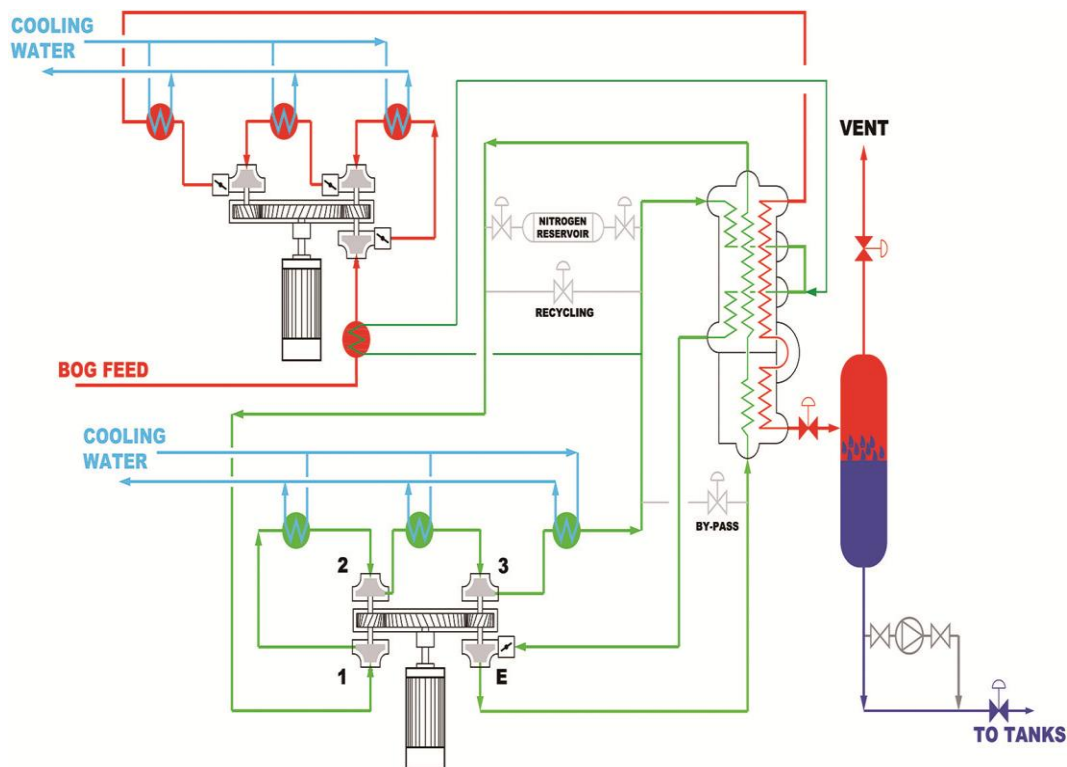 COOLING
WATER
VENT
NITROGEN
RESERVOIR
RECYCLING
BOG FEED
COOLING
WATER
BY-PASS
2
3
1
E
TO TANKS